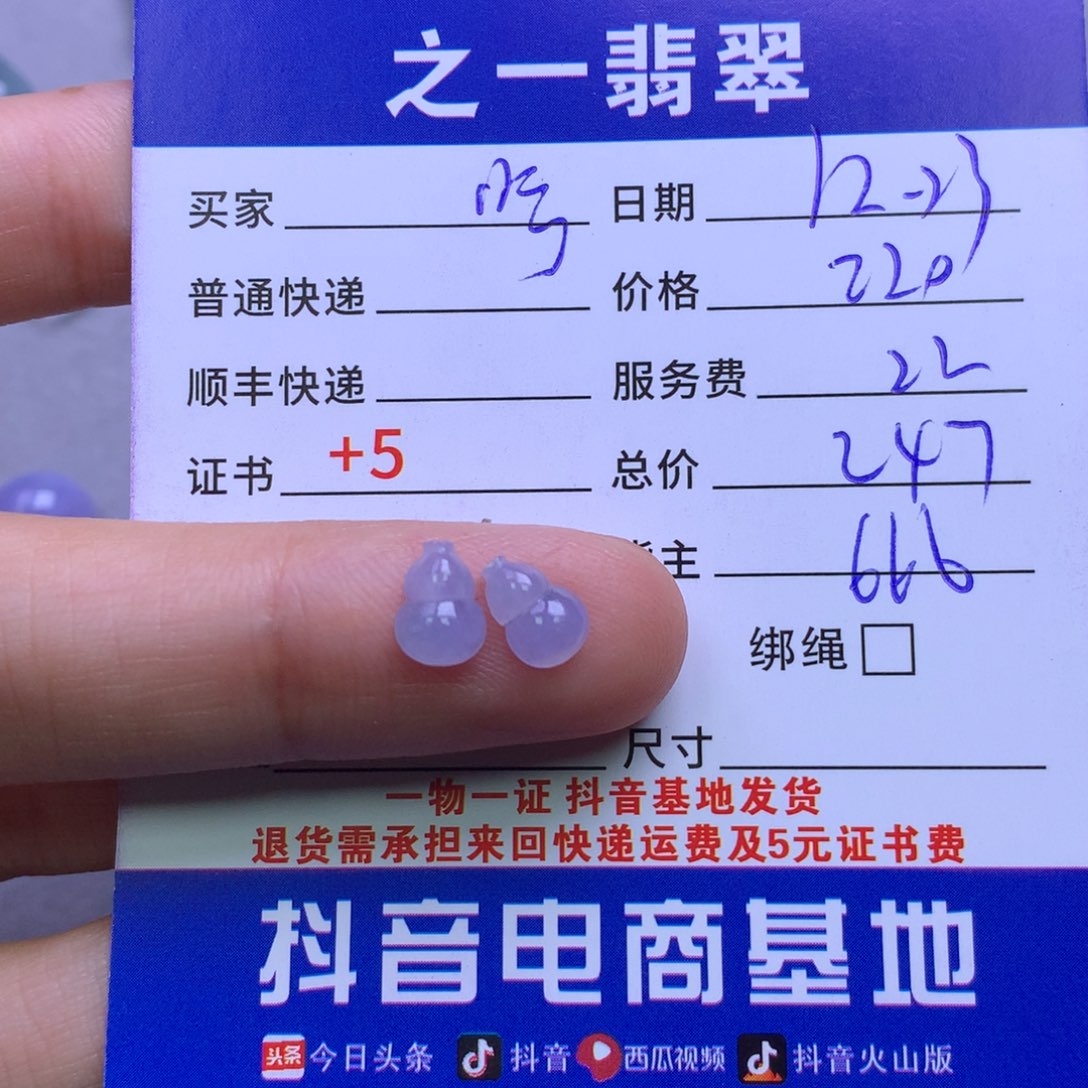 之一翡翠
买家 日期 12-23
普通快递 价格 220
顺丰快递 服务费 22
证书 +5 总价 247
主 666
绑绳
尺寸
一物一证 抖音基地发货
退货需承担来回快递运费及5元证书费
抖音电商基地
头条 今日头条 抖音 西瓜视频 抖音火山版